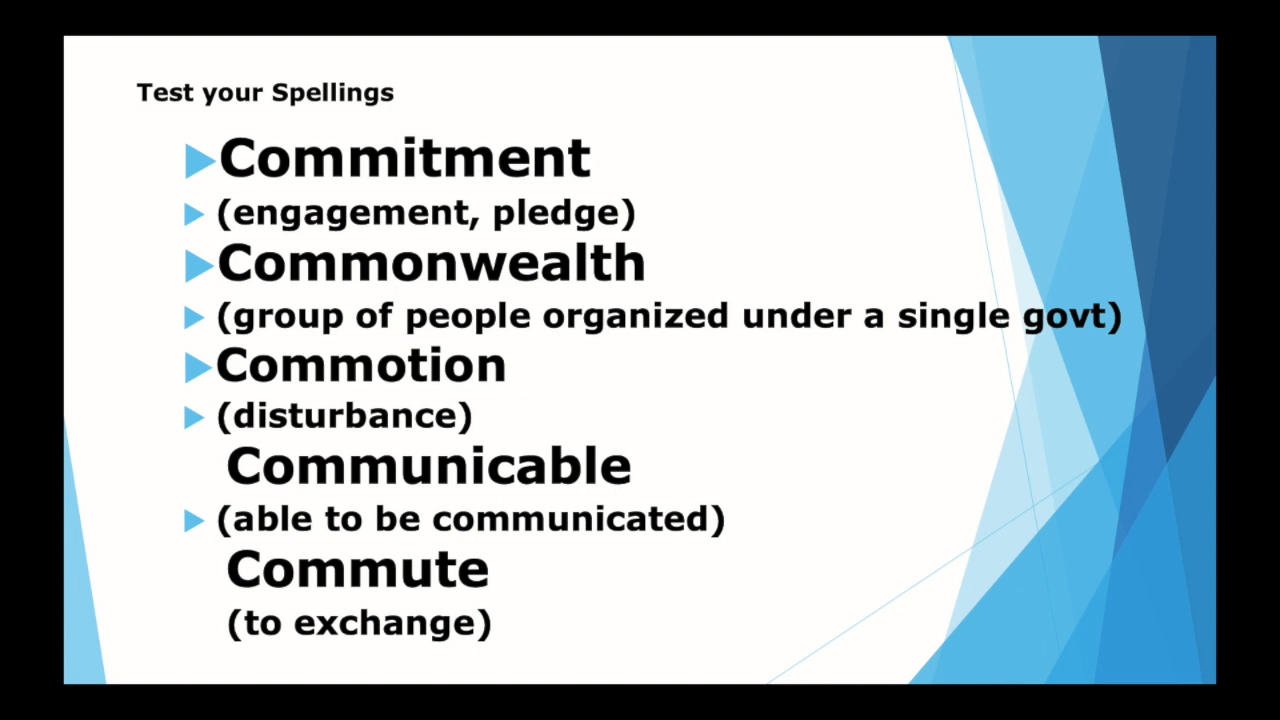 Test your Spellings
Commitment
(engagement, pledge)
Commonwealth
(group of people organized under a single govt)
Commotion
(disturbance)
Communicable
(able to be communicated)
Commute
(to exchange)